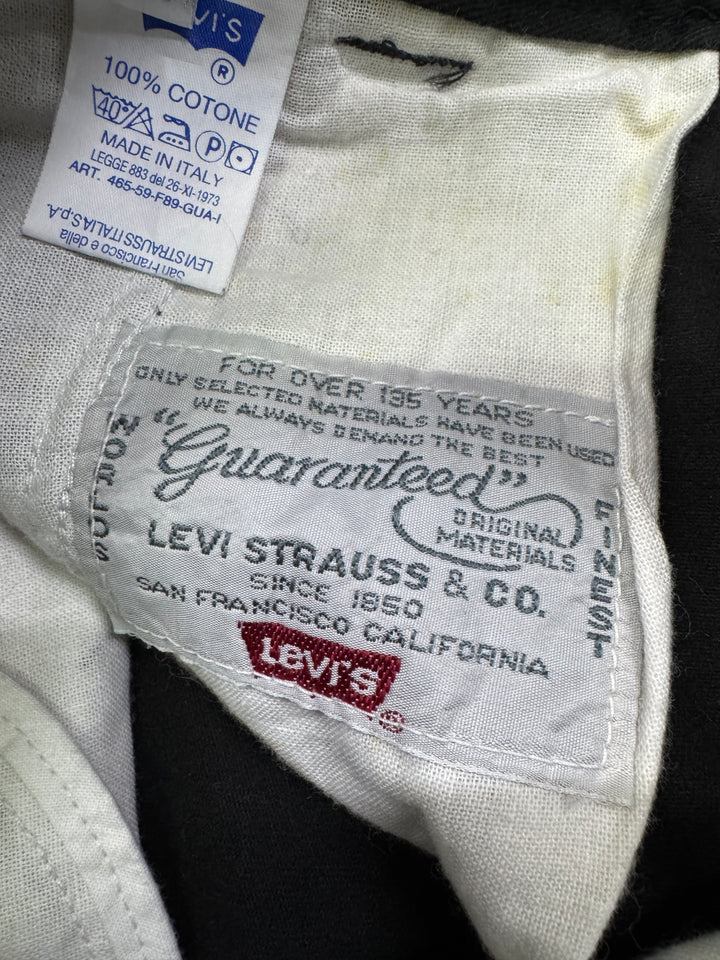 Levi's
®
100% COTONE
40°
P
MADE IN ITALY
LEGGE 883 del 26-XI-1973
ART. 465-59-F89-GUA-I
LEVI STRAUSS ITALIA S.p.A.
San Francisco e della
FOR OVER 135 YEARS
ONLY SELECTED MATERIALS HAVE BEEN USED
WE ALWAYS DEMAND THE BEST
"Guaranteed"
ORIGINAL
MATERIALS
FINEST
LEVI STRAUSS & CO.
SINCE 1850
SAN FRANCISCO CALIFORNIA
Levi's
®